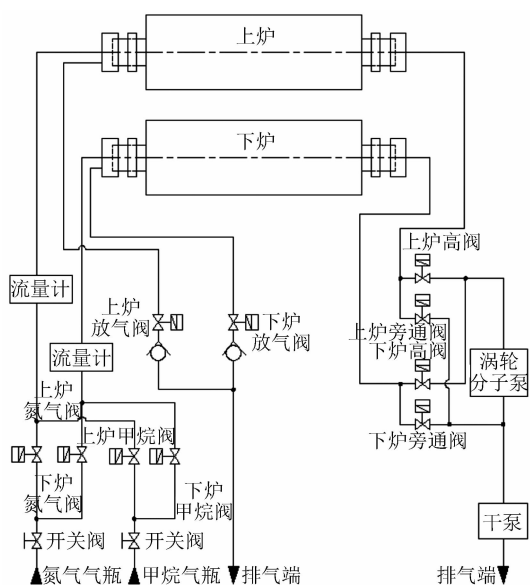 上炉
下炉
上炉高阀
流量计
上炉
放气阀
下炉
放气阀
上炉旁通阀
下炉高阀
流量计
涡轮
分子泵
上炉
氮气阀
上炉甲烷阀
下炉旁通阀
下炉
氮气阀
下炉
甲烷阀
干泵
开关阀
开关阀
氮气气瓶
甲烷气瓶
排气端
排气端